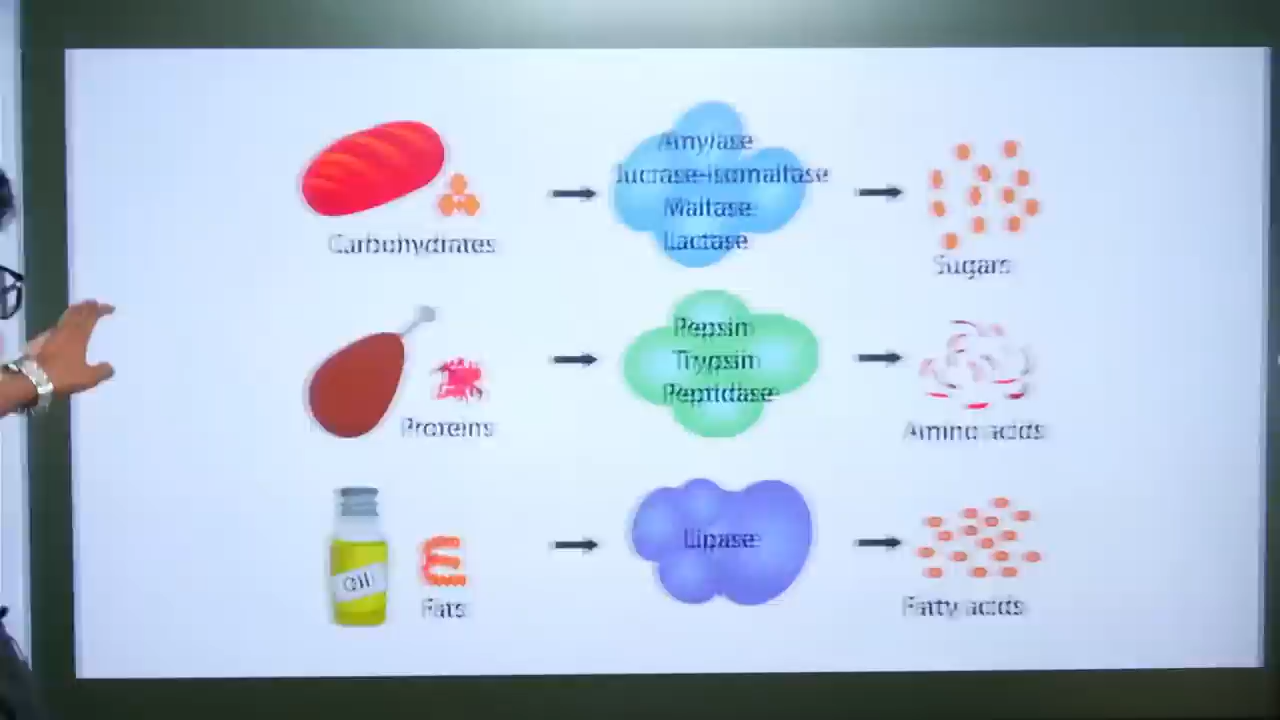 Amylase
Sucrase-isomaltase
Maltase
Lactase
Carbohydrates
Sugars
Pepsin
Trypsin
Peptidase
Proteins
Amino acids
Oil
Lipase
Fats
Fatty acids